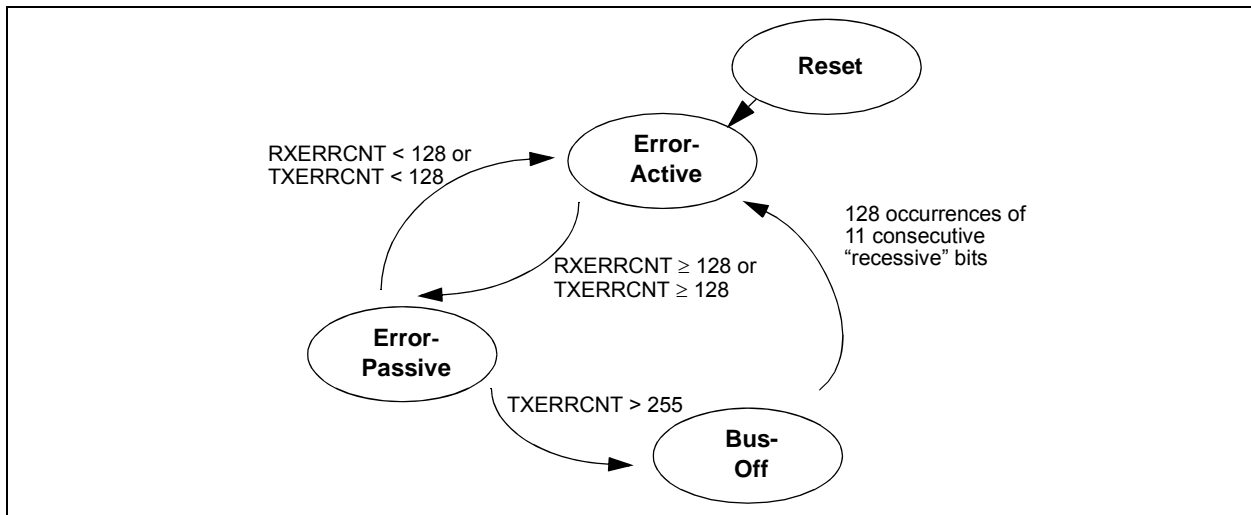 Reset
Error-
Active
RXERRCNT < 128 or
TXERRCNT < 128
128 occurrences of
11 consecutive
“recessive” bits
RXERRCNT ≥ 128 or
TXERRCNT ≥ 128
Error-
Passive
TXERRCNT > 255
Bus-
Off